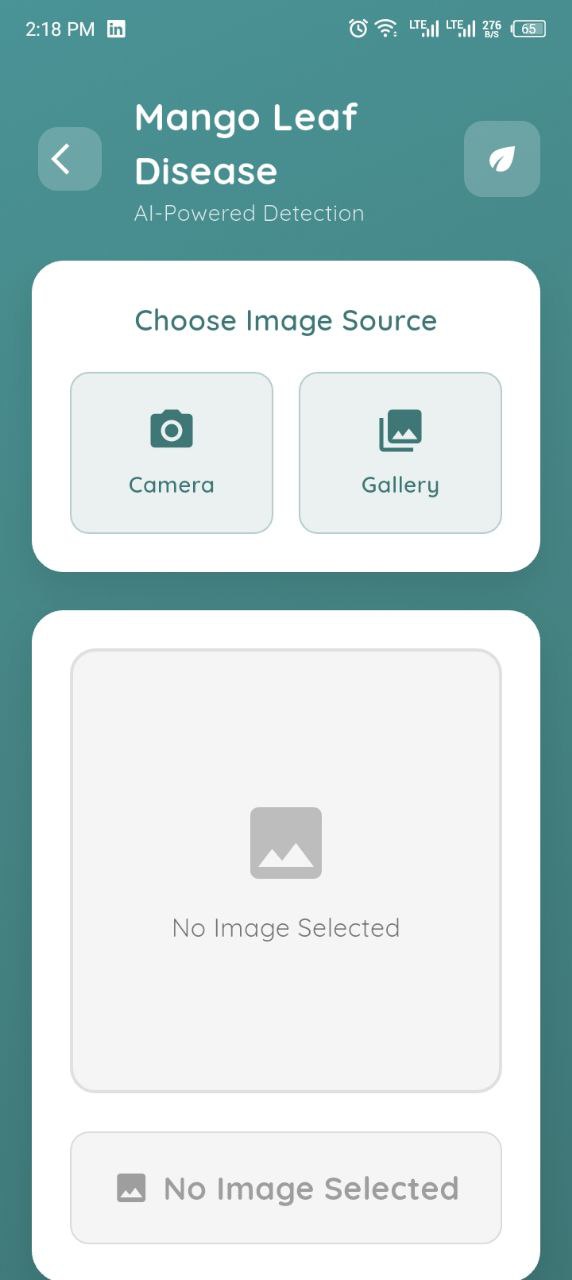 2:18 PM in LTE LTE 276 B/S 65
Mango Leaf
Disease
AI-Powered Detection
Choose Image Source
Camera Gallery
No Image Selected
No Image Selected